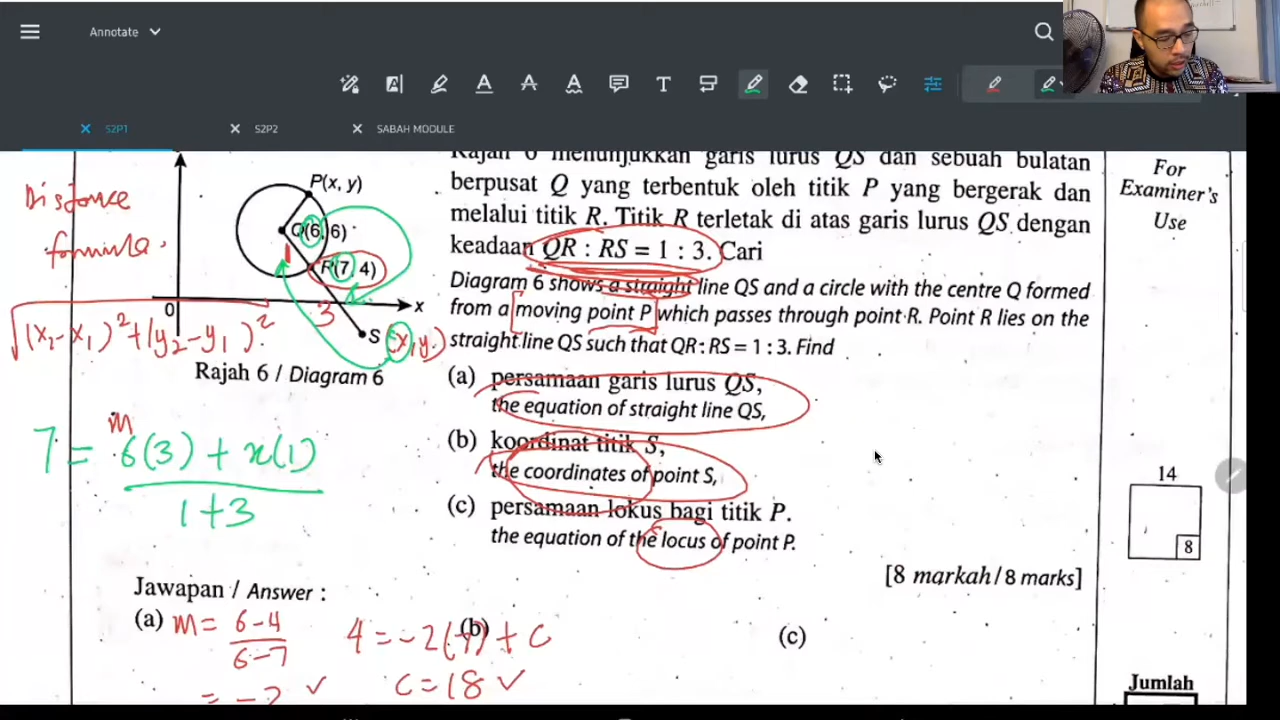 Annotate
S2P1
S2P2
SABAH MODULE
Distance
formula.
P(x, y)
Q(6, 6)
R(7, 4)
1
3
0
x
S (x, y)
√(x₂-x₁)²+(y₂-y₁)²
Rajah 6 / Diagram 6
m
7 = 6(3) + x(1)
1+3
Rajah 6 menunjukkan garis lurus QS dan sebuah bulatan
berpusat Q yang terbentuk oleh titik P yang bergerak dan
melalui titik R. Titik R terletak di atas garis lurus QS dengan
keadaan QR : RS = 1 : 3. Cari
Diagram 6 shows a straight line QS and a circle with the centre Q formed
from a moving point P which passes through point R. Point R lies on the
straight line QS such that QR : RS = 1 : 3. Find
(a) persamaan garis lurus QS,
the equation of straight line QS,
(b) koordinat titik S,
the coordinates of point S,
(c) persamaan lokus bagi titik P.
the equation of the locus of point P.
[8 markah / 8 marks]
For
Examiner's
Use
14
8
Jawapan / Answer :
(a) m = 6-4
6-7
= -2 ✓
(b)
4 = -2(7) + c
c = 18 ✓
(c)
Jumlah